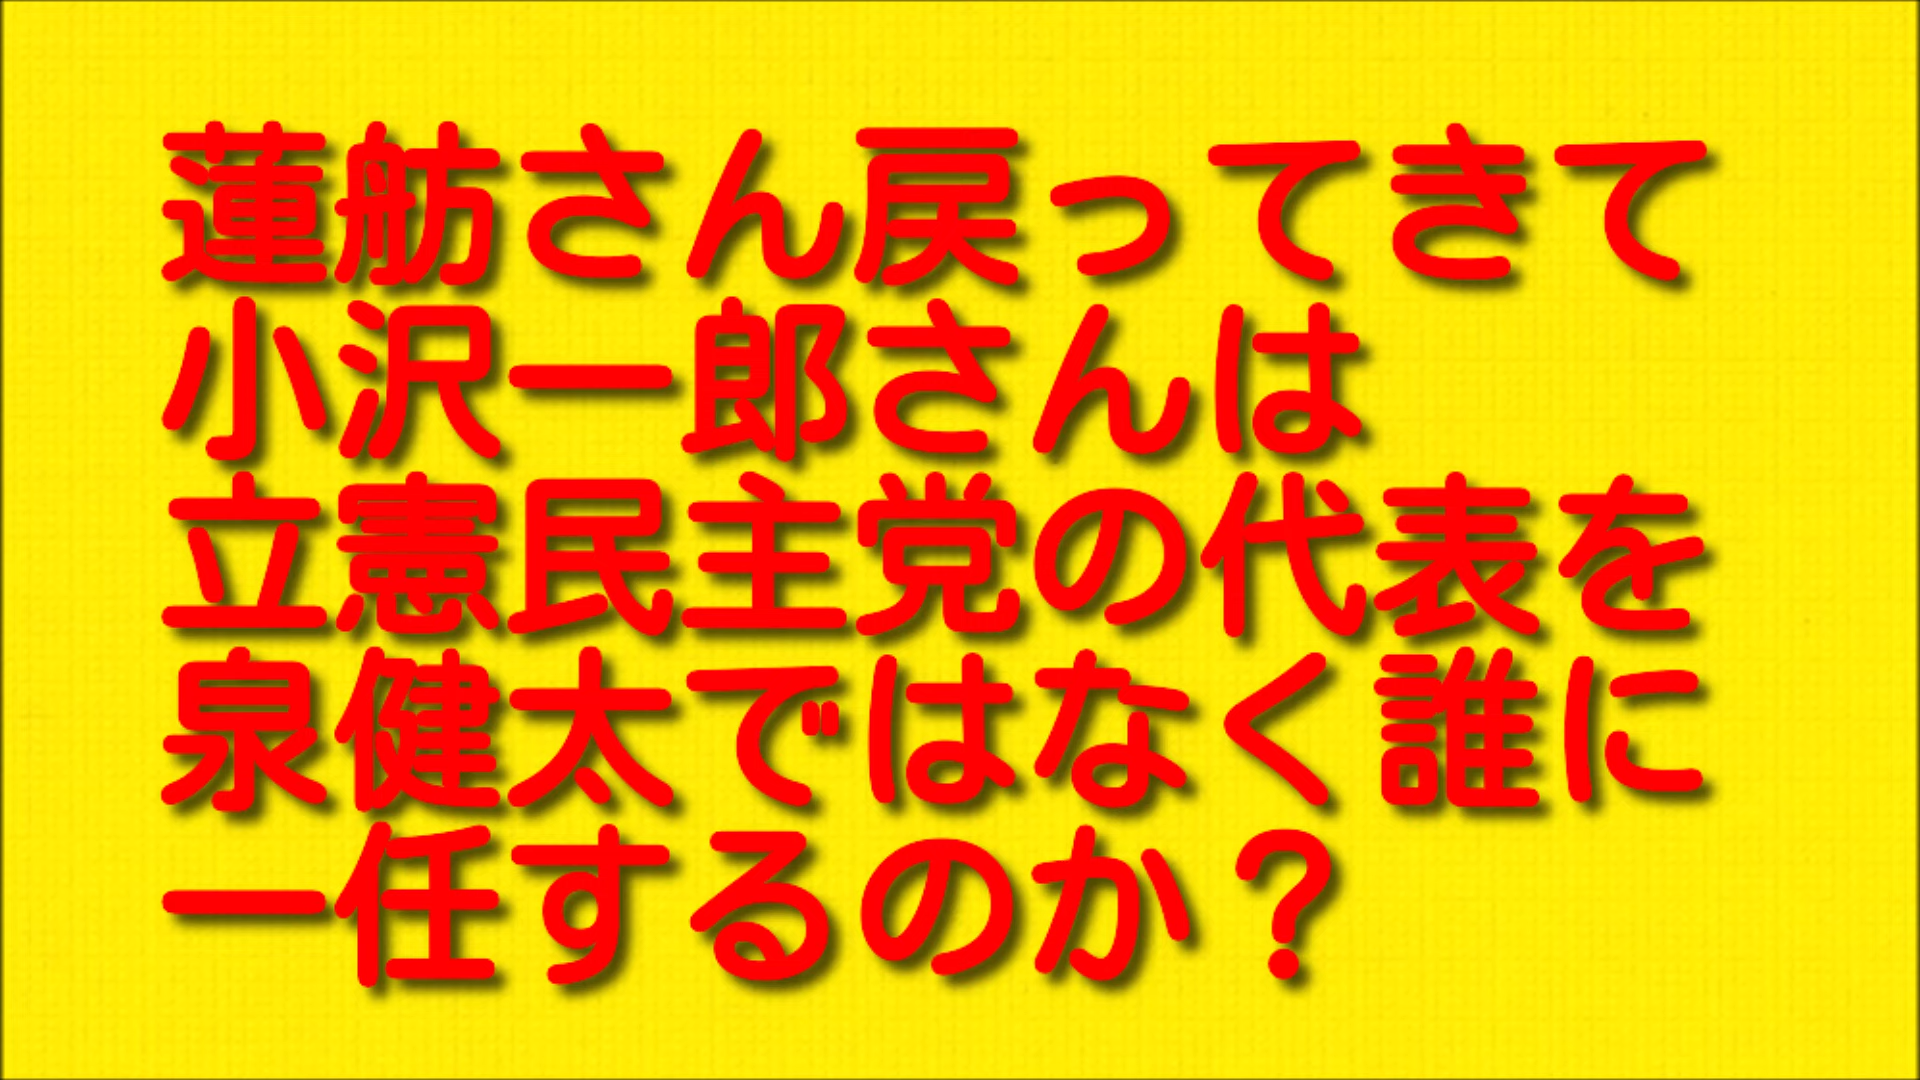 蓮舫さん戻ってきて
小沢一郎さんは
立憲民主党の代表を
泉健太ではなく誰に
一任するのか？